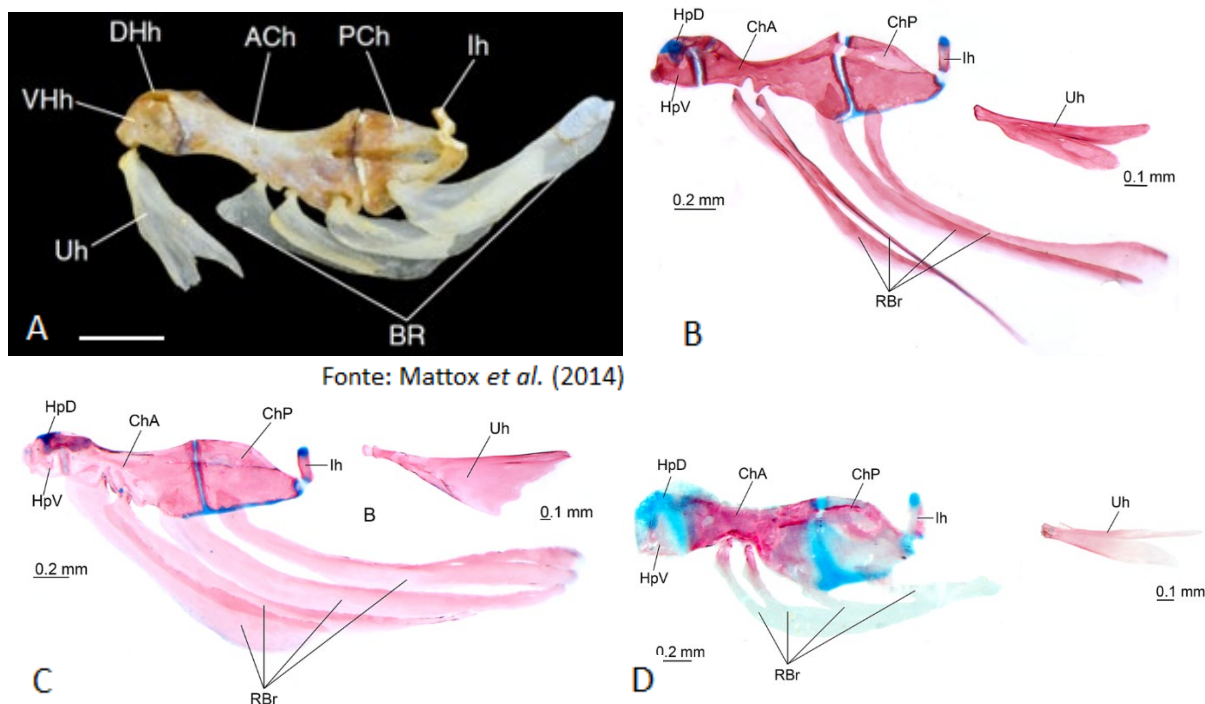 DHh
ACh
PCh
Ih
VHh
Uh
BR
A
HpD
ChA
ChP
Ih
HpV
Uh
0.1 mm
0.2 mm
RBr
B
Fonte: Mattox et al. (2014)
HpD
ChA
ChP
Uh
Ih
HpV
B
0.1 mm
0.2 mm
RBr
C
HpD
ChA
ChP
Ih
Uh
HpV
0.1 mm
0.2 mm
RBr
D